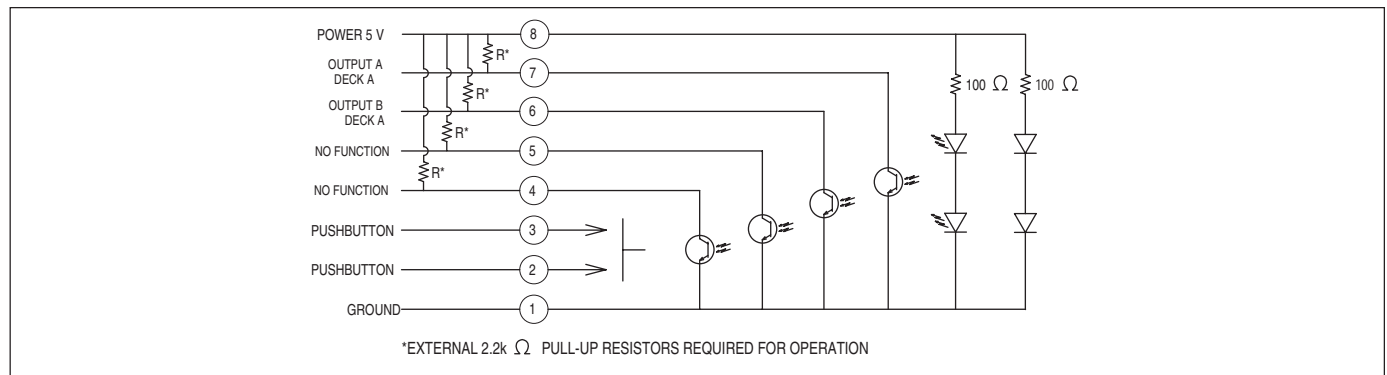 POWER 5 V
8
R*
OUTPUT A
DECK A
7
100 Ω
100 Ω
R*
OUTPUT B
DECK A
6
R*
NO FUNCTION
5
R*
NO FUNCTION
4
PUSHBUTTON
3
PUSHBUTTON
2
GROUND
1
*EXTERNAL 2.2k Ω PULL-UP RESISTORS REQUIRED FOR OPERATION